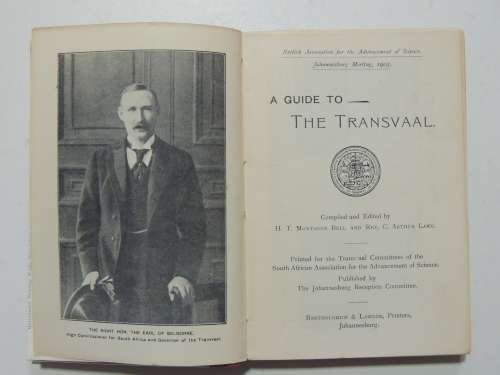 THE RIGHT HON. THE EARL OF SELBORNE,
High Commissioner for South Africa and Governor of the Transvaal.
British Association for the Advancement of Science.
Johannesburg Meeting, 1905.
A GUIDE TO
THE TRANSVAAL.
Compiled and Edited by
H. T. MONTAGUE BELL AND REV. C. ARTHUR LANE.
Printed for the Transvaal Committees of the
South African Association for the Advancement of Science.
Published by
The Johannesburg Reception Committee.
& LAWTON, Printers,
Johannesburg.